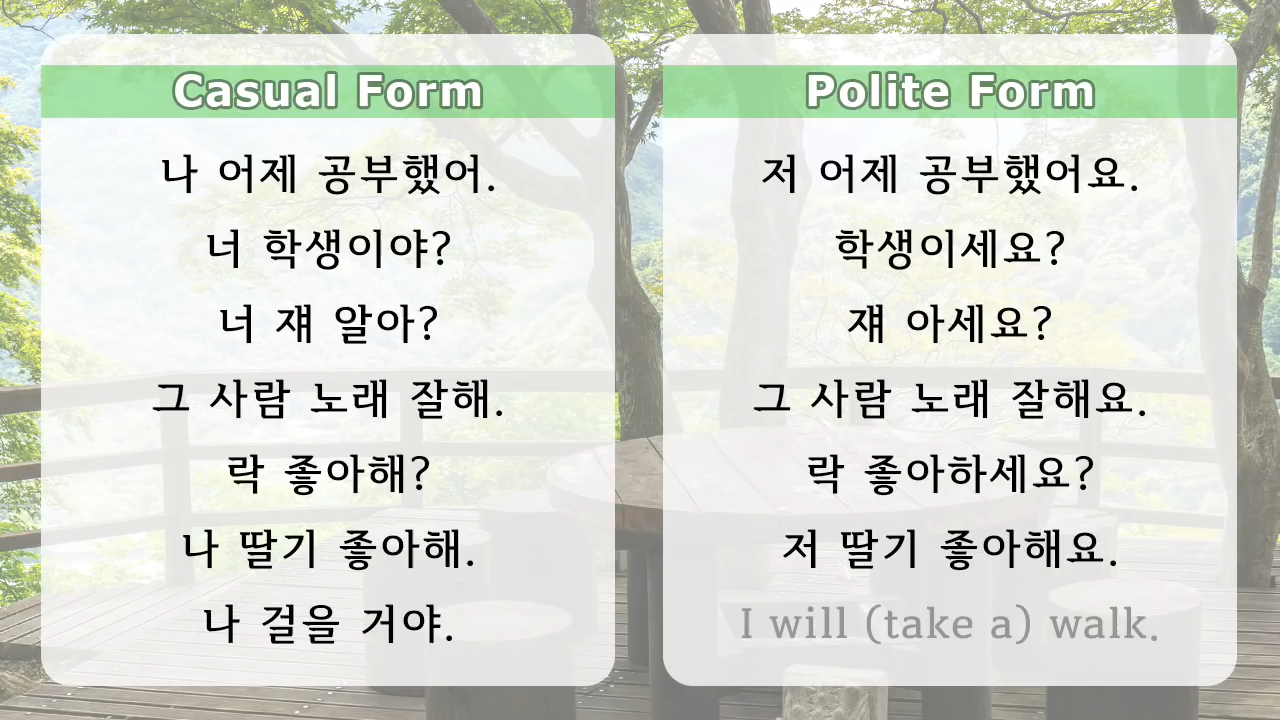 Casual Form
나 어제 공부했어.
너 학생이야?
너 쟤 알아?
그 사람 노래 잘해.
락 좋아해?
나 딸기 좋아해.
나 걸을 거야.
Polite Form
저 어제 공부했어요.
학생이세요?
쟤 아세요?
그 사람 노래 잘해요.
락 좋아하세요?
저 딸기 좋아해요.
I will (take a) walk.